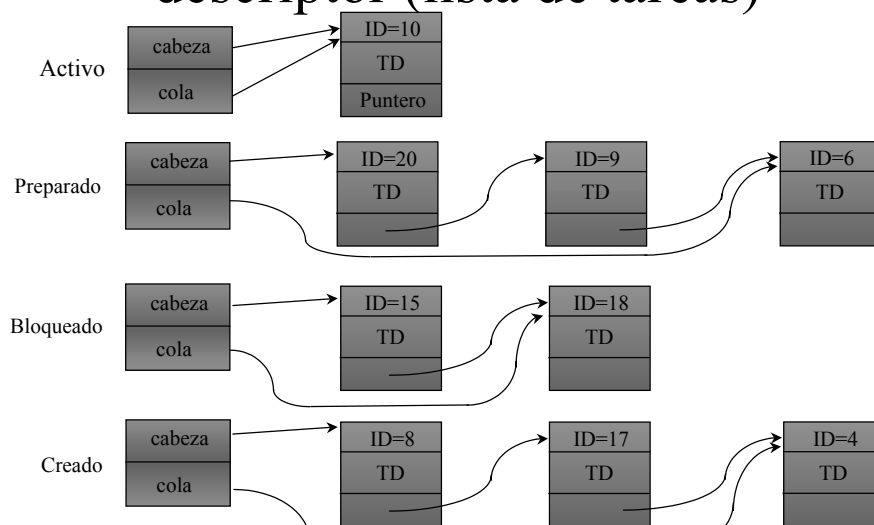 descriptor (lista de tareas)
Activo
cabeza
cola
ID=10
TD
Puntero
Preparado
cabeza
cola
ID=20
TD
ID=9
TD
ID=6
TD
Bloqueado
cabeza
cola
ID=15
TD
ID=18
TD
Creado
cabeza
cola
ID=8
TD
ID=17
TD
ID=4
TD